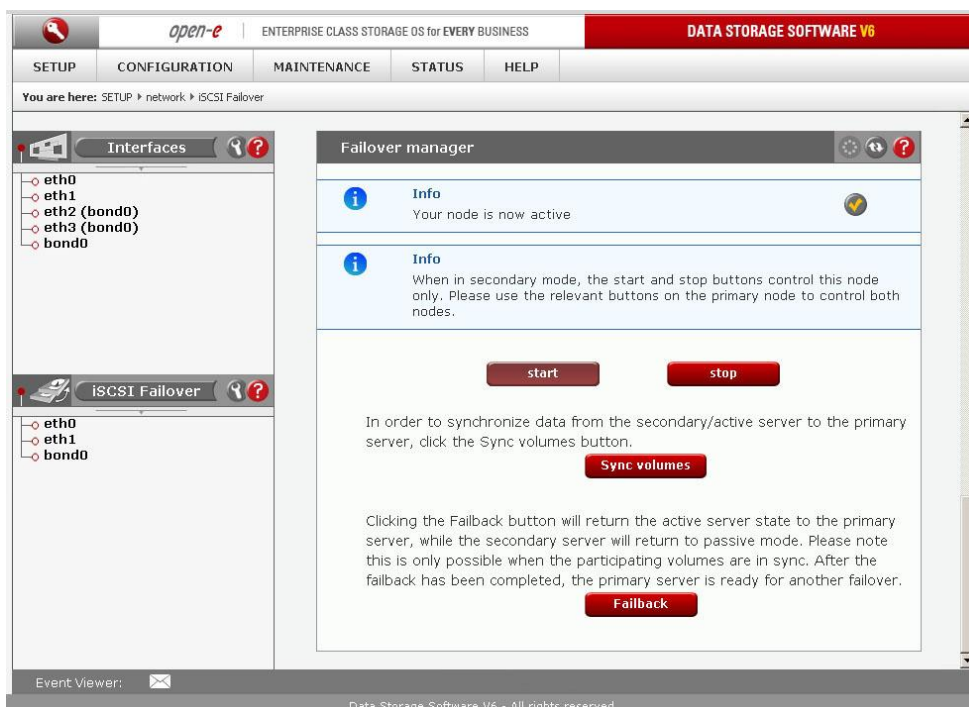 open-e ENTERPRISE CLASS STORAGE OS for EVERY BUSINESS DATA STORAGE SOFTWARE V6
SETUP CONFIGURATION MAINTENANCE STATUS HELP
You are here: SETUP network iSCSI Failover
Interfaces
eth0
eth1
eth2 (bond0)
eth3 (bond0)
bond0
iSCSI Failover
eth0
eth1
bond0
Failover manager
Info
Your node is now active
Info
When in secondary mode, the start and stop buttons control this node
only. Please use the relevant buttons on the primary node to control both
nodes.
start stop
In order to synchronize data from the secondary/active server to the primary
server, click the Sync volumes button.
Sync volumes
Clicking the Failback button will return the active server state to the primary
server, while the secondary server will return to passive mode. Please note
this is only possible when the participating volumes are in sync. After the
failback has been completed, the primary server is ready for another failover.
Failback
Event Viewer:
Data Storage Software V6 - All rights reserved